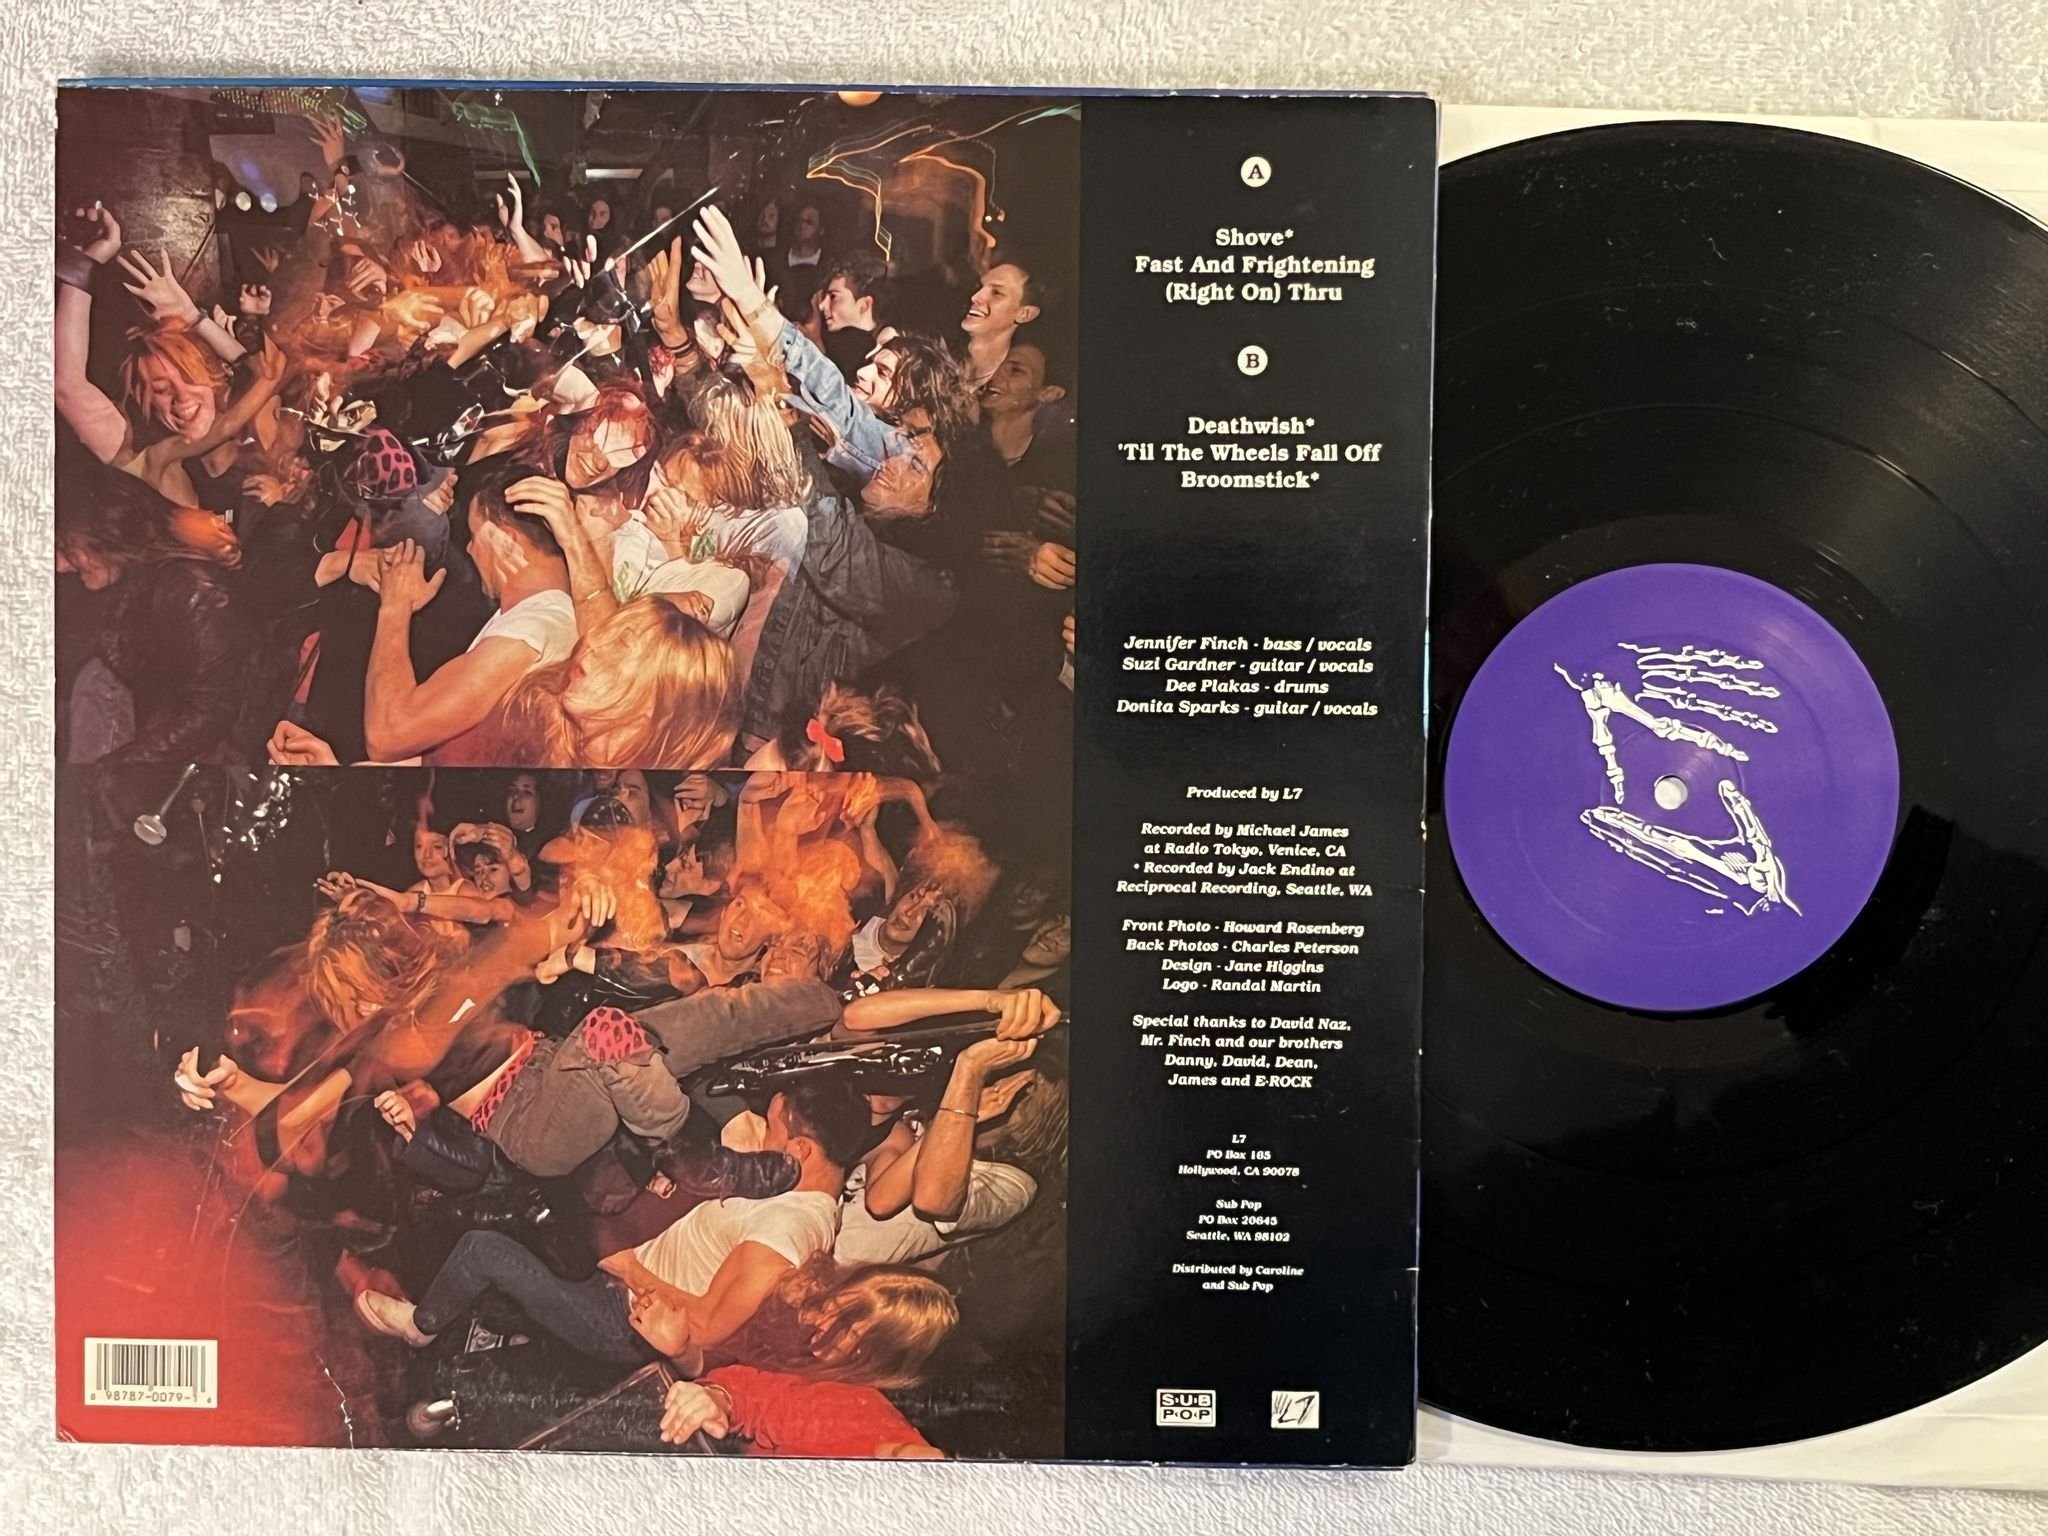 A
Shove*
Fast And Frightening
(Right On) Thru
B
Deathwish*
'Til The Wheels Fall Off
Broomstick*
Jennifer Finch - bass / vocals
Suzi Gardner - guitar / vocals
Dee Plakas - drums
Donita Sparks - guitar / vocals
Produced by L7
Recorded by Michael James
at Radio Tokyo, Venice, CA
* Recorded by Jack Endino at
Reciprocal Recording, Seattle, WA
Front Photo - Howard Rosenberg
Back Photos - Charles Peterson
Design - Jane Higgins
Logo - Randal Martin
Special thanks to David Naz,
Mr. Finch and our brothers
Danny, David, Dean,
James and E-ROCK
L7
PO Box 165
Hollywood, CA 90078
Sub Pop
PO Box 20645
Seattle, WA 98102
Distributed by Caroline
and Sub Pop
SUB
POP
L7
0 98787-0079-1 6